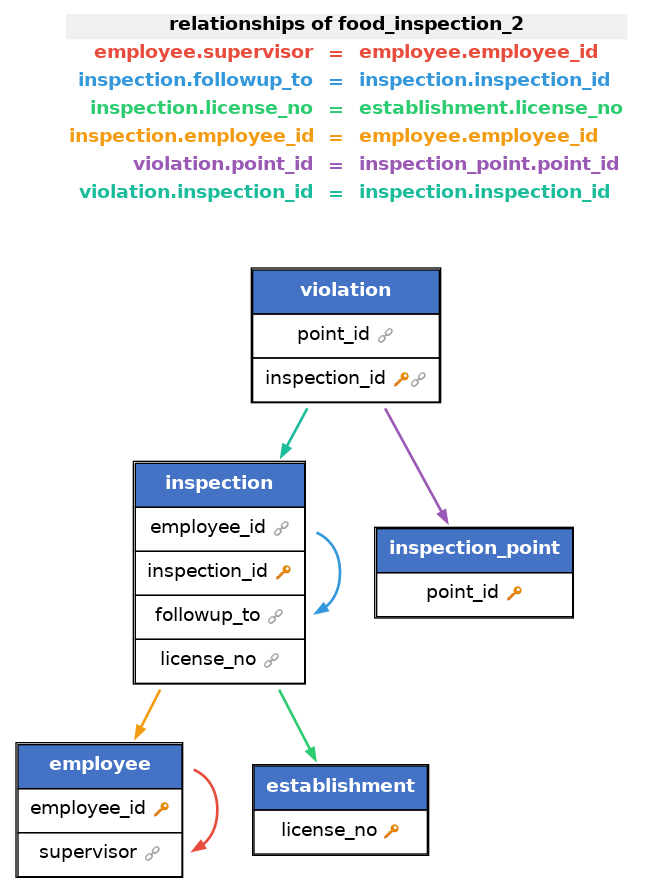 relationships of food_inspection_2
employee.supervisor = employee.employee_id
inspection.followup_to = inspection.inspection_id
inspection.license_no = establishment.license_no
inspection.employee_id = employee.employee_id
violation.point_id = inspection_point.point_id
violation.inspection_id = inspection.inspection_id
violation
point_id
inspection_id
inspection
employee_id
inspection_id
followup_to
license_no
inspection_point
point_id
employee
employee_id
supervisor
establishment
license_no